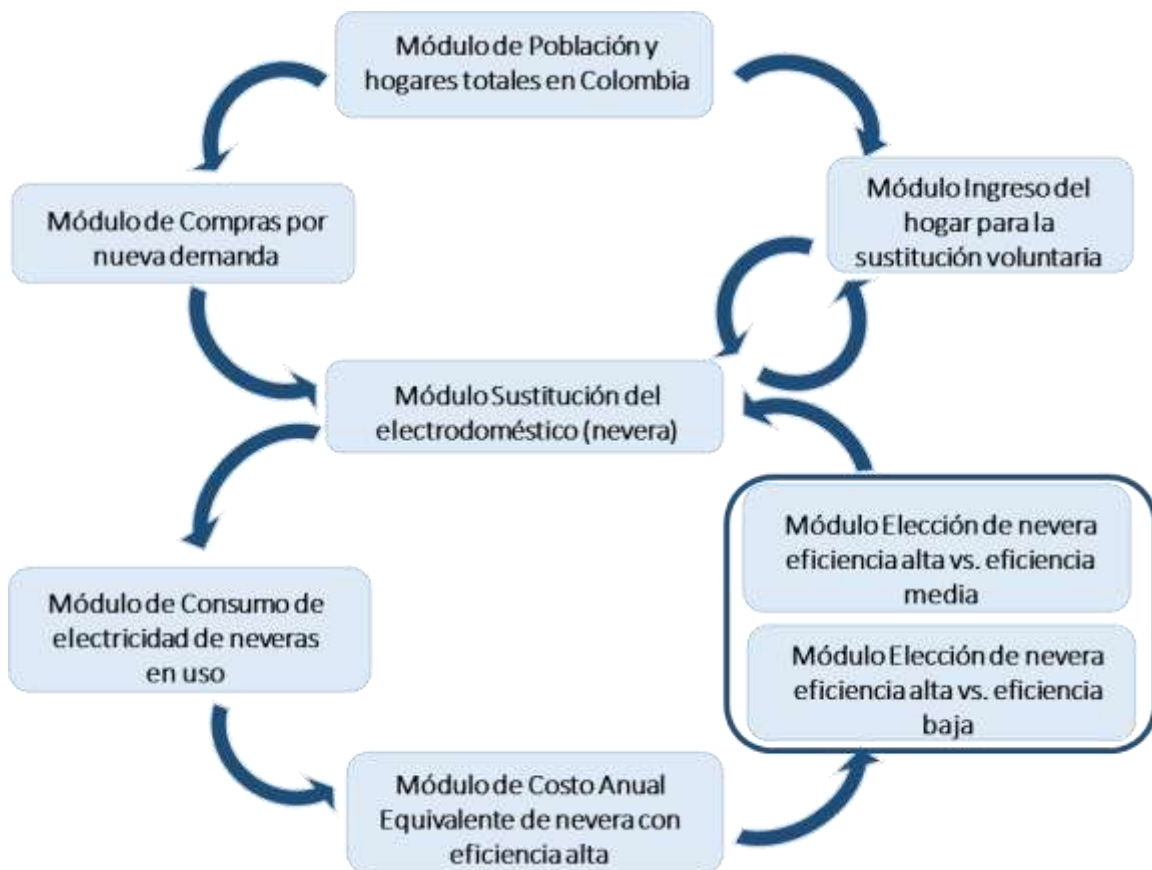 Módulo de Población y
hogares totales en Colombia
Módulo de Compras por
nueva demanda
Módulo Ingreso del
hogar para la
sustitución voluntaria
Módulo Sustitución del
electrodoméstico (nevera)
Módulo de Consumo de
electricidad de neveras
en uso
Módulo Elección de nevera
eficiencia alta vs. eficiencia
media
Módulo Elección de nevera
eficiencia alta vs. eficiencia
baja
Módulo de Costo Anual
Equivalente de nevera con
eficiencia alta